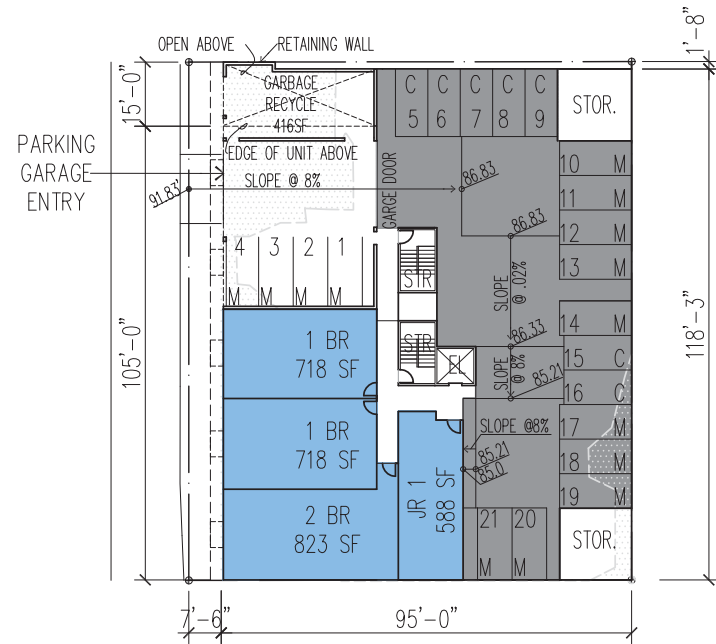 OPEN ABOVE
RETAINING WALL
1'-8"
15'-0"
GARBAGE
RECYCLE
416SF
C
5
C
6
C
7
C
8
C
9
STOR.
PARKING
GARAGE
ENTRY
EDGE OF UNIT ABOVE
SLOPE @ 8%
91.83'
GARGE DOOR
86.83
10 M
11 M
12 M
13 M
86.83
4
M
3
M
2
M
1
M
STR
SLOPE
@ .02%
14 M
86.33
105'-0"
118'-3"
1 BR
718 SF
STR
EL
SLOPE
@ 8%
85.21
15 C
16 C
1 BR
718 SF
SLOPE @8%
17 M
85.21
85.0
18 M
19 M
JR 1
588 SF
2 BR
823 SF
21
M
20
M
STOR.
7'-6"
95'-0"